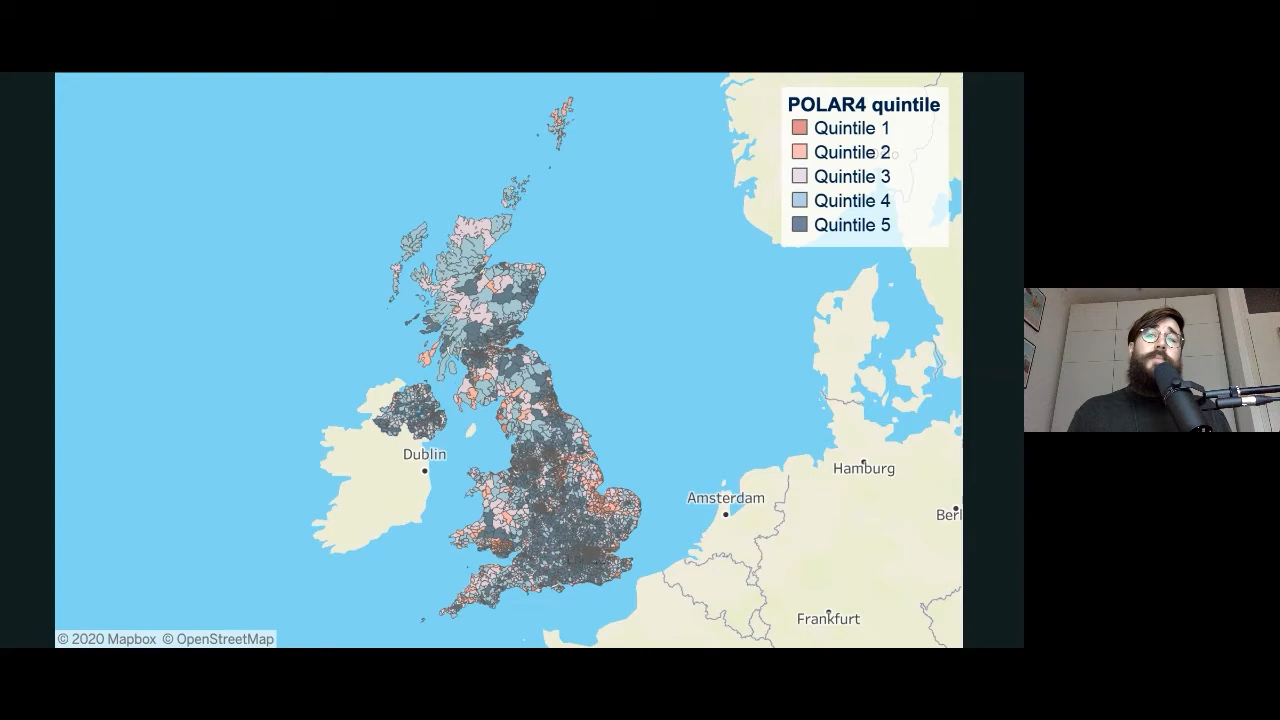 POLAR4 quintile
Quintile 1
Quintile 2
Quintile 3
Quintile 4
Quintile 5
Dublin
Hamburg
Amsterdam
Berl
Frankfurt
© 2020 Mapbox © OpenStreetMap